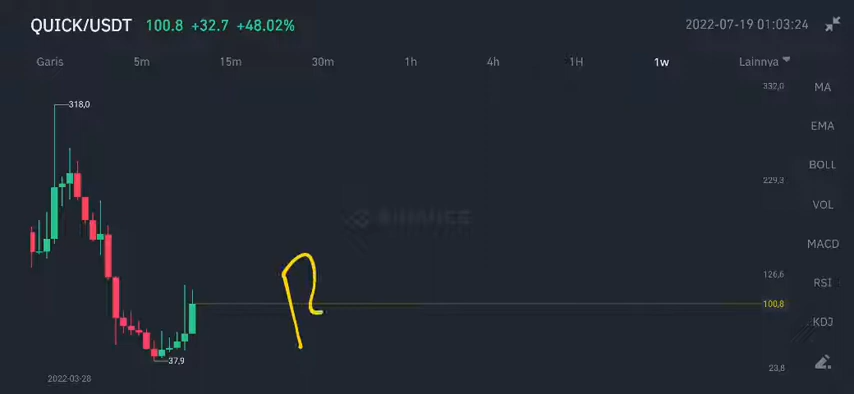 QUICK/USDT 100.8 +32.7 +48.02% 2022-07-19 01:03:24
Garis 5m 15m 30m 1h 4h 1H 1w Lainnya
332,0
MA
318,0
EMA
BOLL
229,3
VOL
BINANCE
MACD
126,6
RSI
100,8
KDJ
37,9
23,8
2022-03-28